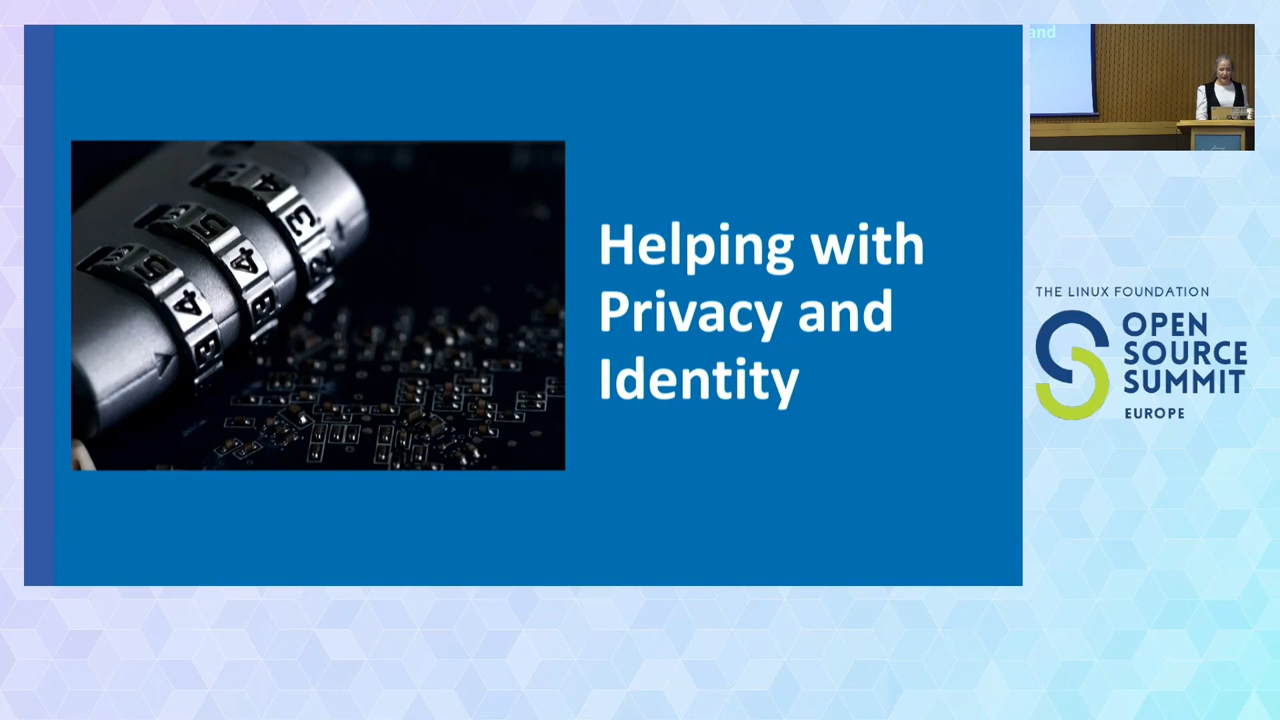 Helping with
Privacy and
Identity
and
THE LINUX FOUNDATION
OPEN
SOURCE
SUMMIT
EUROPE